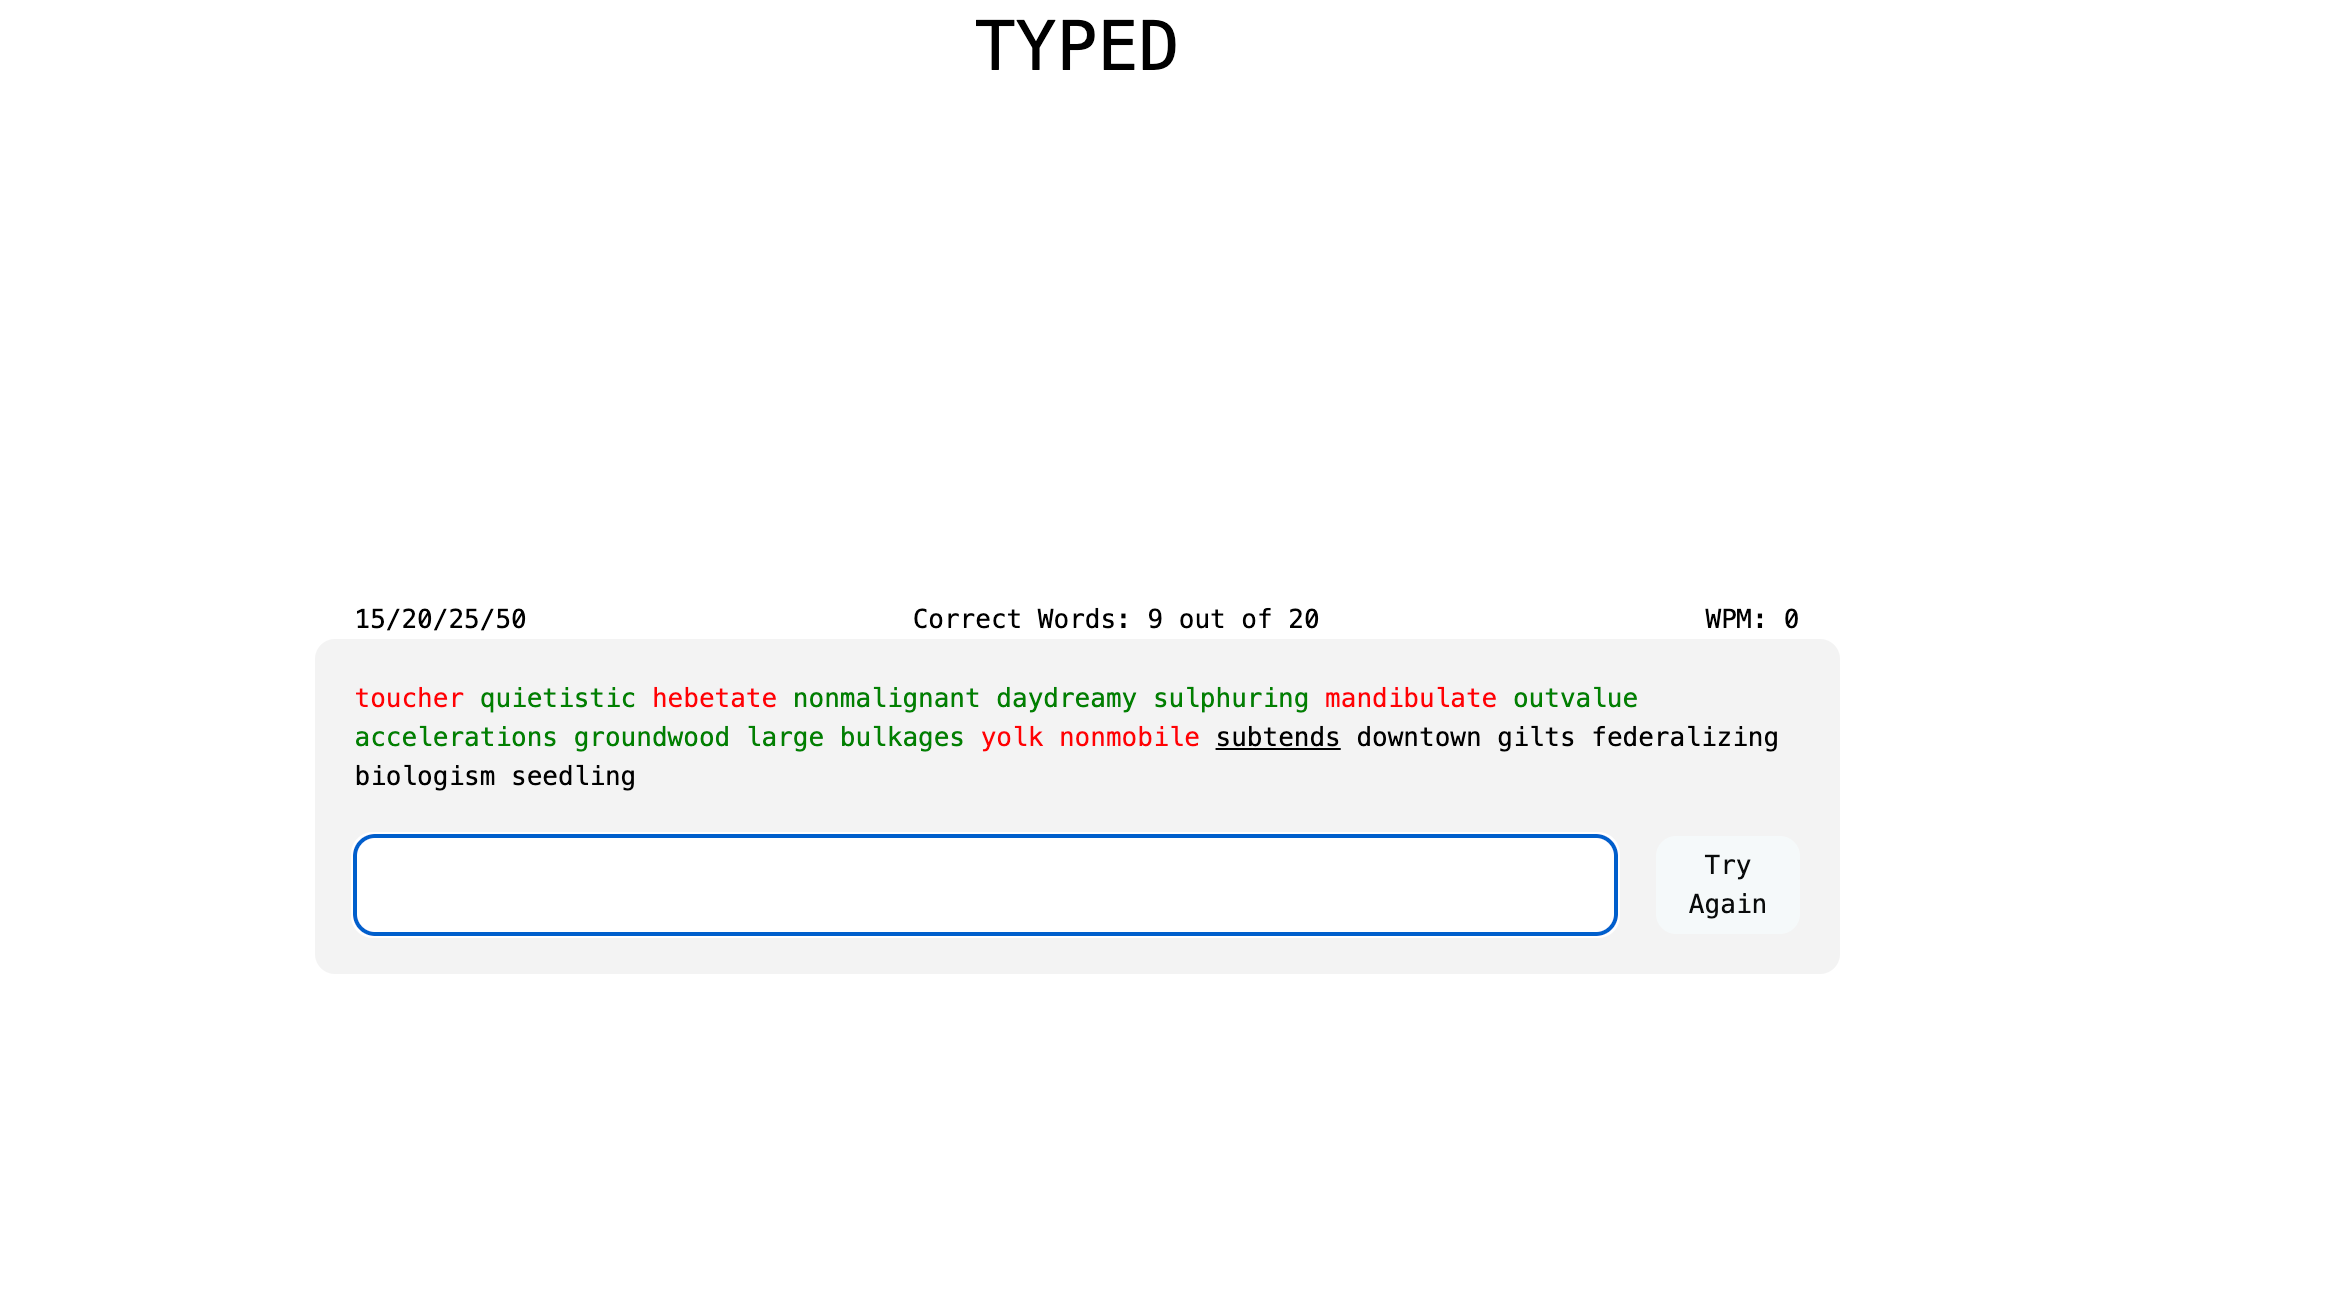 TYPED
15/20/25/50 Correct Words: 9 out of 20 WPM: 0
toucher quietistic hebetate nonmalignant daydreamy sulphuring mandibulate outvalue
accelerations groundwood large bulkages yolk nonmobile subtends downtown gilts federalizing
biologism seedling
Try
Again